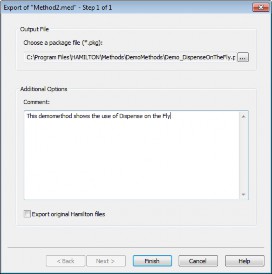 Export of "Method2.med" - Step 1 of 1
Output File
Choose a package file (*.pkg):
C:\Program Files\HAMILTON\Methods\DemoMethods\Demo_DispenseOnTheFly.p
...
Additional Options
Comment:
This demomethod shows the use of Dispense on the Fly
Export original Hamilton files
< Back
Next >
Finish
Cancel
Help